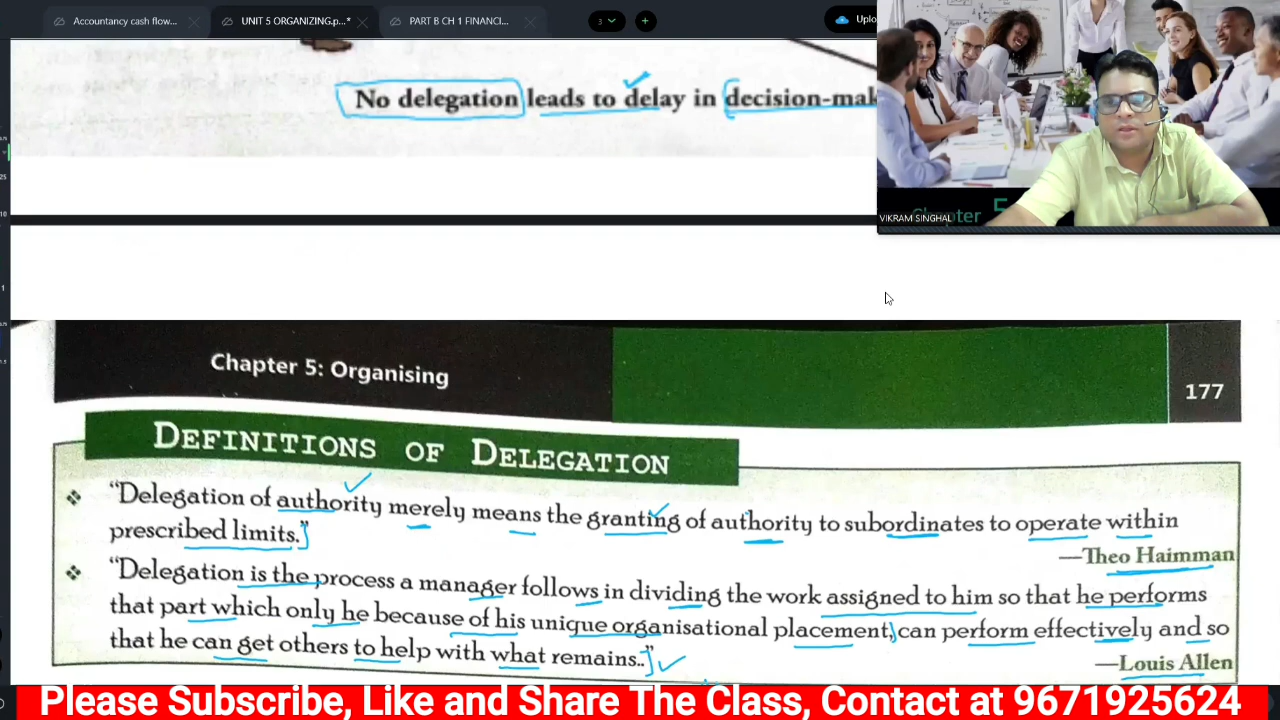 Accountancy cash flow...
UNIT 5 ORGANIZING.p...*
PART B CH 1 FINANCI...
3
Uplo
No delegation leads to delay in decision-mak
Chapter 5
VIKRAM SINGHAL
Chapter 5: Organising
177
DEFINITIONS OF DELEGATION
❖ “Delegation of authority merely means the granting of authority to subordinates to operate within
prescribed limits.”
—Theo Haimman
❖ “Delegation is the process a manager follows in dividing the work assigned to him so that he performs
that part which only he because of his unique organisational placement, can perform effectively and so
that he can get others to help with what remains..”
—Louis Allen
Please Subscribe, Like and Share The Class, Contact at 9671925624